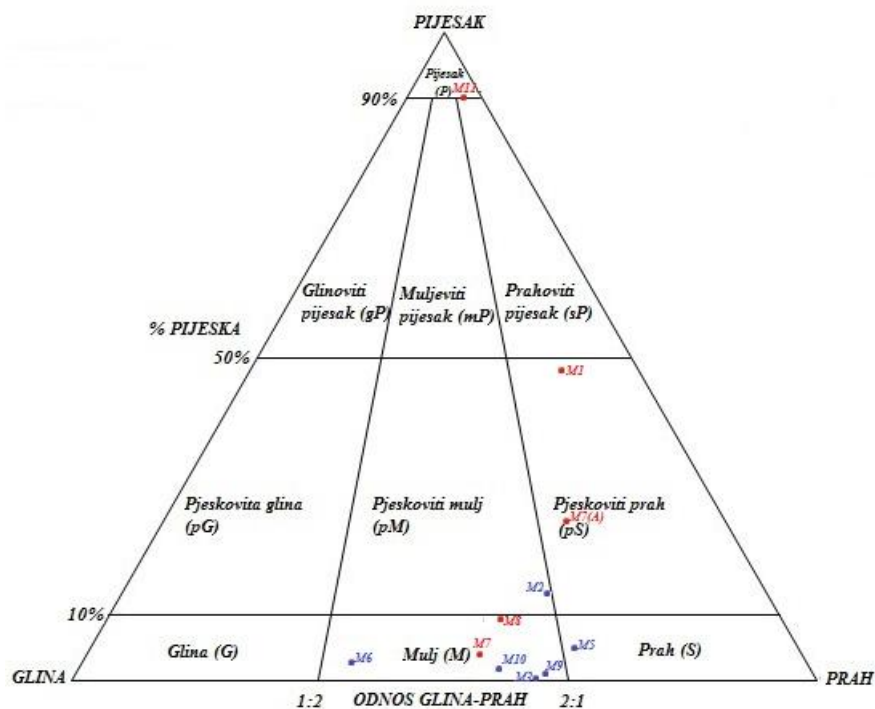 PIJESAK
Pijesak
(P)
M11
90%
Glinoviti
pijesak (gP)
Muljeviti
pijesak (mP)
Prahoviti
pijesak (sP)
% PIJESKA
50%
M1
Pjeskovita glina
(pG)
Pjeskoviti mulj
(pM)
Pjeskoviti prah
(pS)
M7(A)
M2
10%
M8
Glina (G)
M6
Mulj (M)
M7
M10
M3
M9
M5
Prah (S)
GLINA
PRAH
1:2
ODNOS GLINA-PRAH
2:1